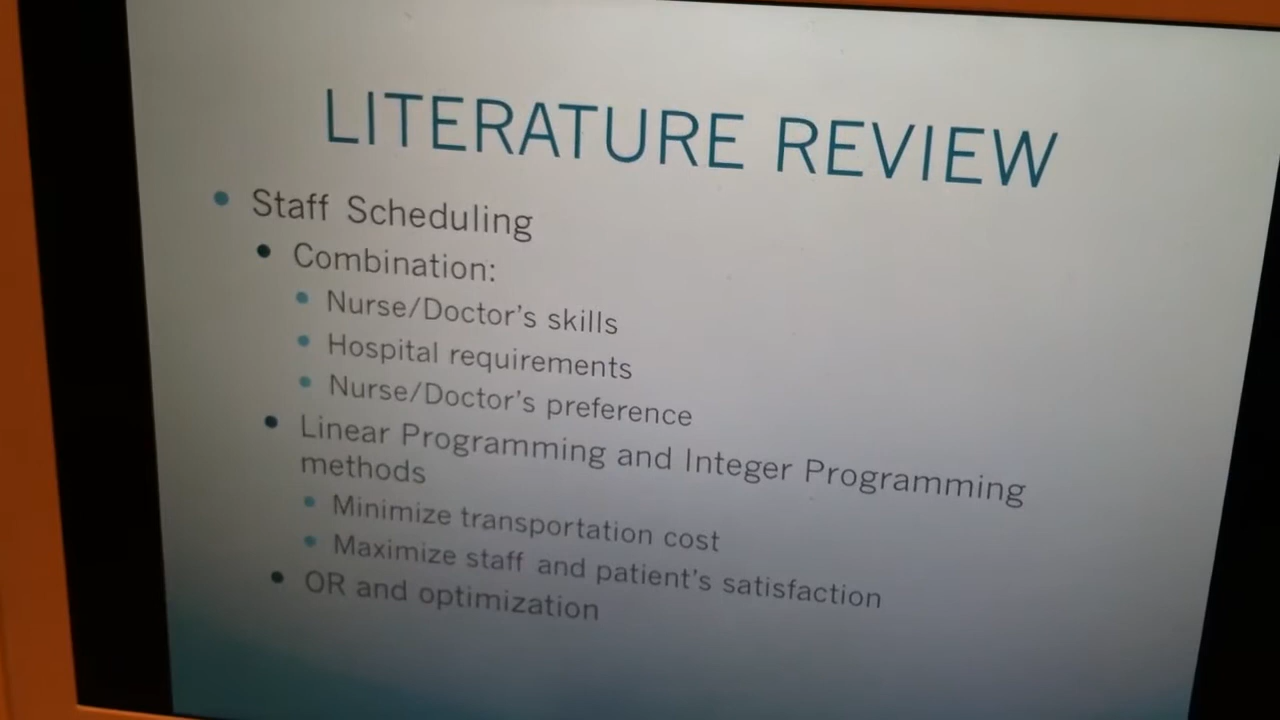 LITERATURE REVIEW
• Staff Scheduling
• Combination:
• Nurse/Doctor's skills
• Hospital requirements
• Nurse/Doctor's preference
• Linear Programming and Integer Programming
methods
• Minimize transportation cost
• Maximize staff and patient's satisfaction
• OR and optimization